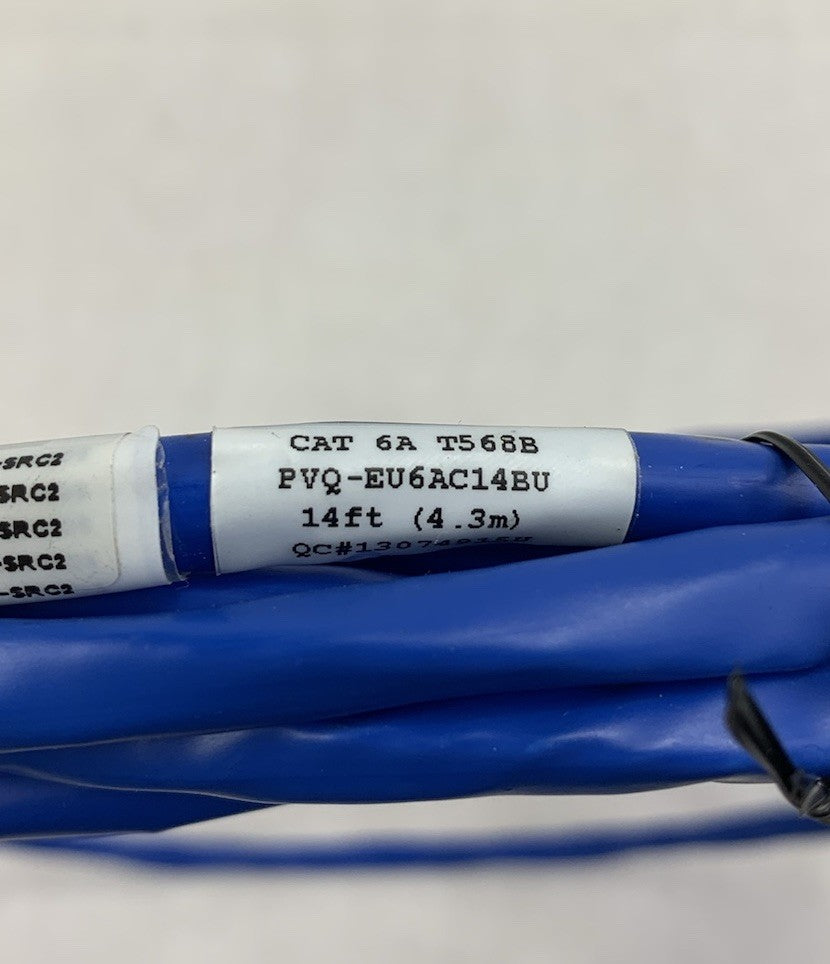 -SRC2
SRC2
SRC2
-SRC2
-SRC2
CAT 6A T568B
PVQ-EU6AC14BU
14ft (4.3m)